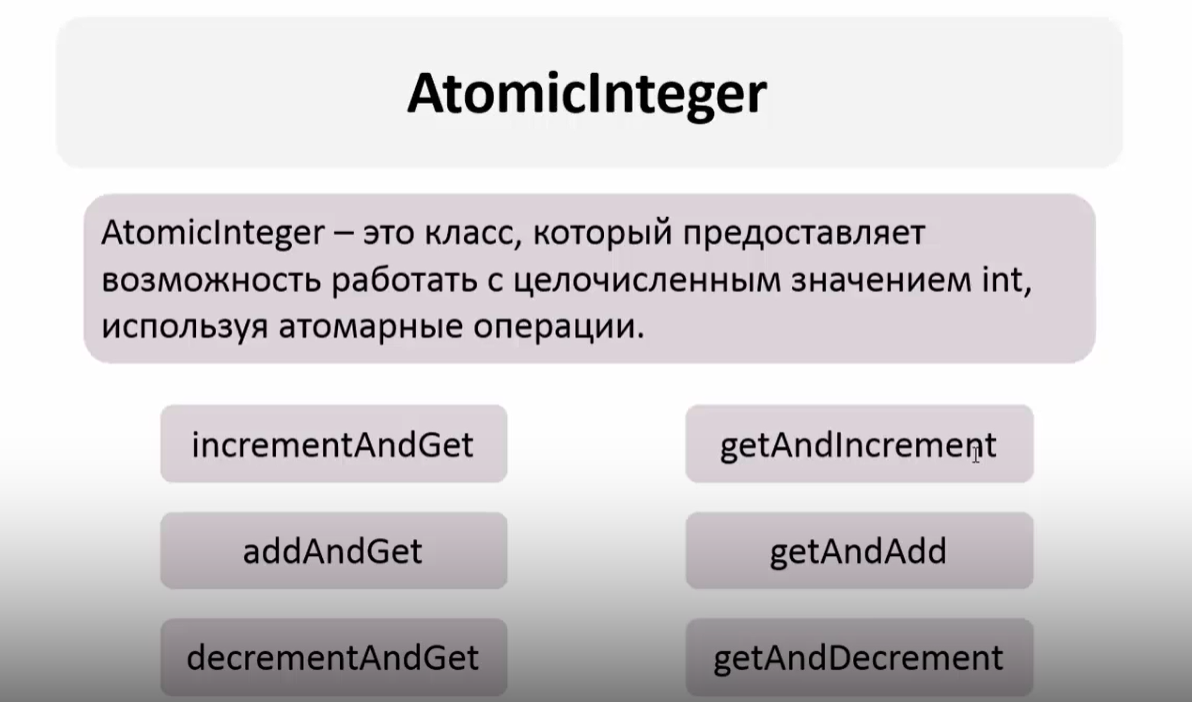 AtomicInteger
AtomicInteger – это класс, который предоставляет
возможность работать с целочисленным значением int,
используя атомарные операции.
incrementAndGet
getAndIncrement
addAndGet
getAndAdd
decrementAndGet
getAndDecrement